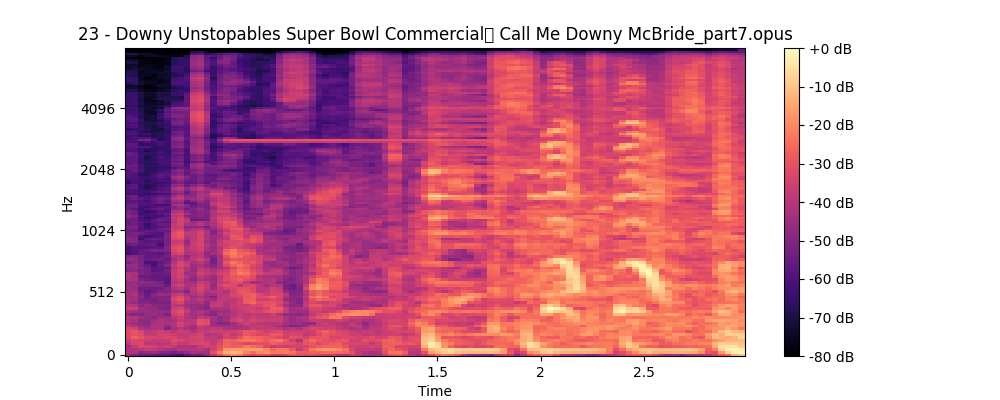 23 - Downy Unstopables Super Bowl Commercial▯ Call Me Downy McBride_part7.opus
Hz
4096
2048
1024
512
0
0
0.5
1
1.5
2
2.5
Time
+0 dB
-10 dB
-20 dB
-30 dB
-40 dB
-50 dB
-60 dB
-70 dB
-80 dB